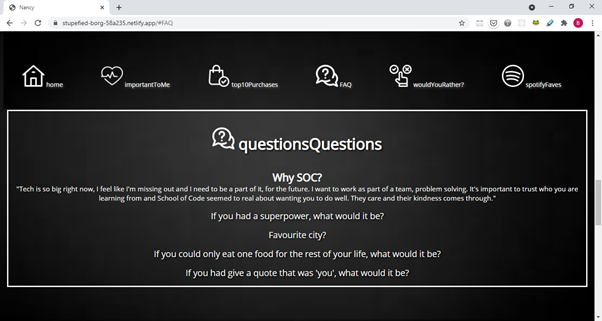 Nancy
stupefied-borg-58a235.netlify.app/#FAQ
B
home
importantToMe
top10Purchases
FAQ
wouldYouRather?
spotifyFaves
questionsQuestions
Why SOC?
"Tech is so big right now, I feel like I'm missing out and I need to be a part of it, for the future. I want to work as part of a team, problem solving. It's important to trust who you are
learning from and School of Code seemed to real about wanting you to do well. They care and their kindness comes through."
If you had a superpower, what would it be?
Favourite city?
If you could only eat one food for the rest of your life, what would it be?
If you had give a quote that was 'you', what would it be?